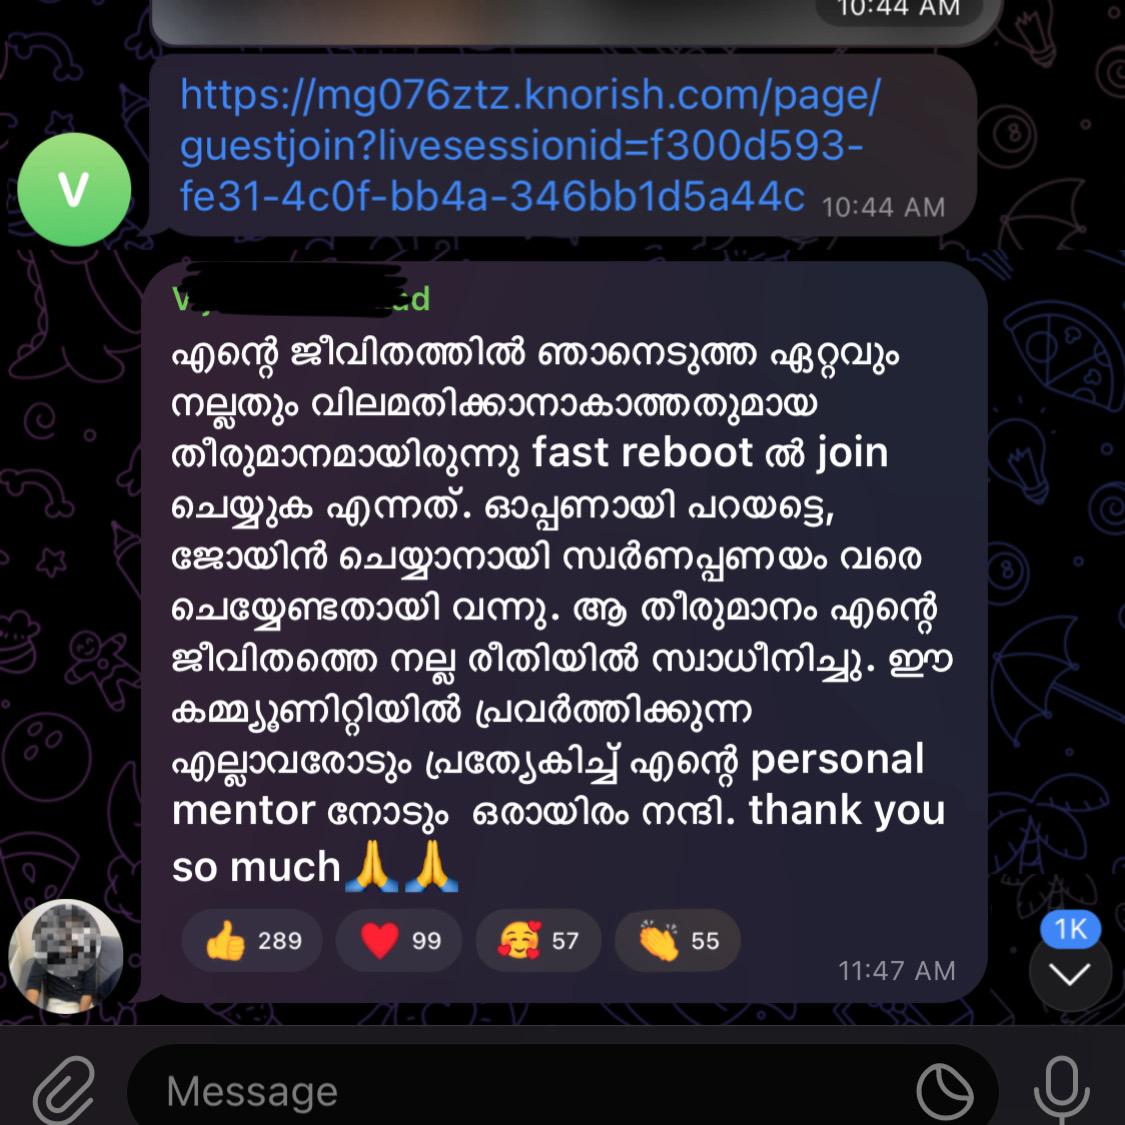 10:44 AM
https://mg076ztz.knorish.com/page/
guestjoin?livesessionid=f300d593-
fe31-4c0f-bb4a-346bb1d5a44c 10:44 AM
V
എന്റെ ജീവിതത്തിൽ ഞാനെടുത്ത ഏറ്റവും
നല്ലതും വിലമതിക്കാനാകാത്തതുമായ
തീരുമാനമായിരുന്നു fast reboot ൽ join
ചെയ്യുക എന്നത്. ഓപ്പണായി പറയട്ടെ,
ജോയിൻ ചെയ്യാനായി സ്വർണപ്പണയം വരെ
ചെയ്യേണ്ടതായി വന്നു. ആ തീരുമാനം എന്റെ
ജീവിതത്തെ നല്ല രീതിയിൽ സ്വാധീനിച്ചു. ഈ
കമ്മ്യൂണിറ്റിയിൽ പ്രവർത്തിക്കുന്ന
എല്ലാവരോടും പ്രത്യേകിച്ച് എന്റെ personal
mentor നോടും ഒരായിരം നന്ദി. thank you
so much🙏🙏
👍 289 ❤️ 99 🥰 57 👏 55
11:47 AM
1K
Message